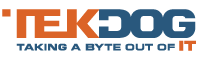 TEKDOG
TAKING A BYTE OUT OF IT